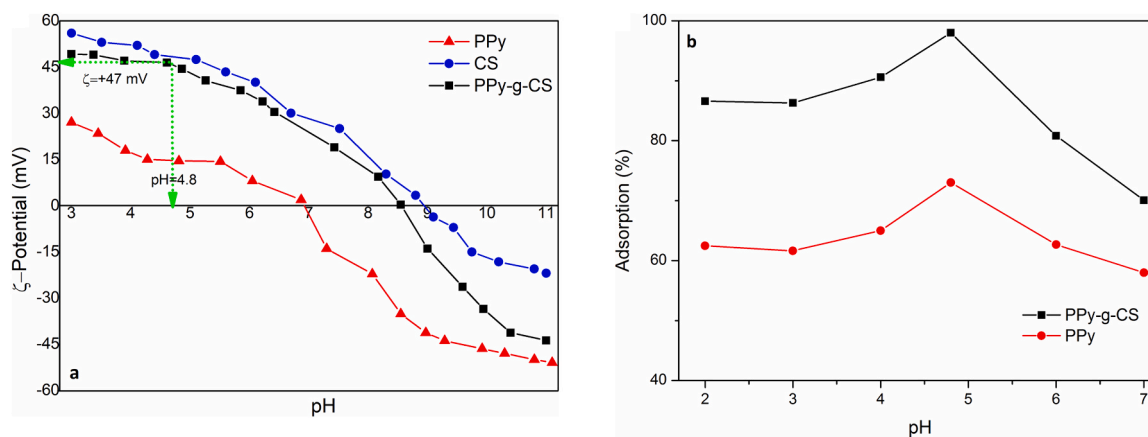 60
45
30
15
0
-15
-30
-45
-60
ζ–Potential (mV)
PPy
CS
PPy-g-CS
ζ=+47 mV
pH=4.8
3 4 5 6 7 8 9 10 11
a
pH
b
100
80
60
40
Adsorption (%)
PPy-g-CS
PPy
2 3 4 5 6 7
pH